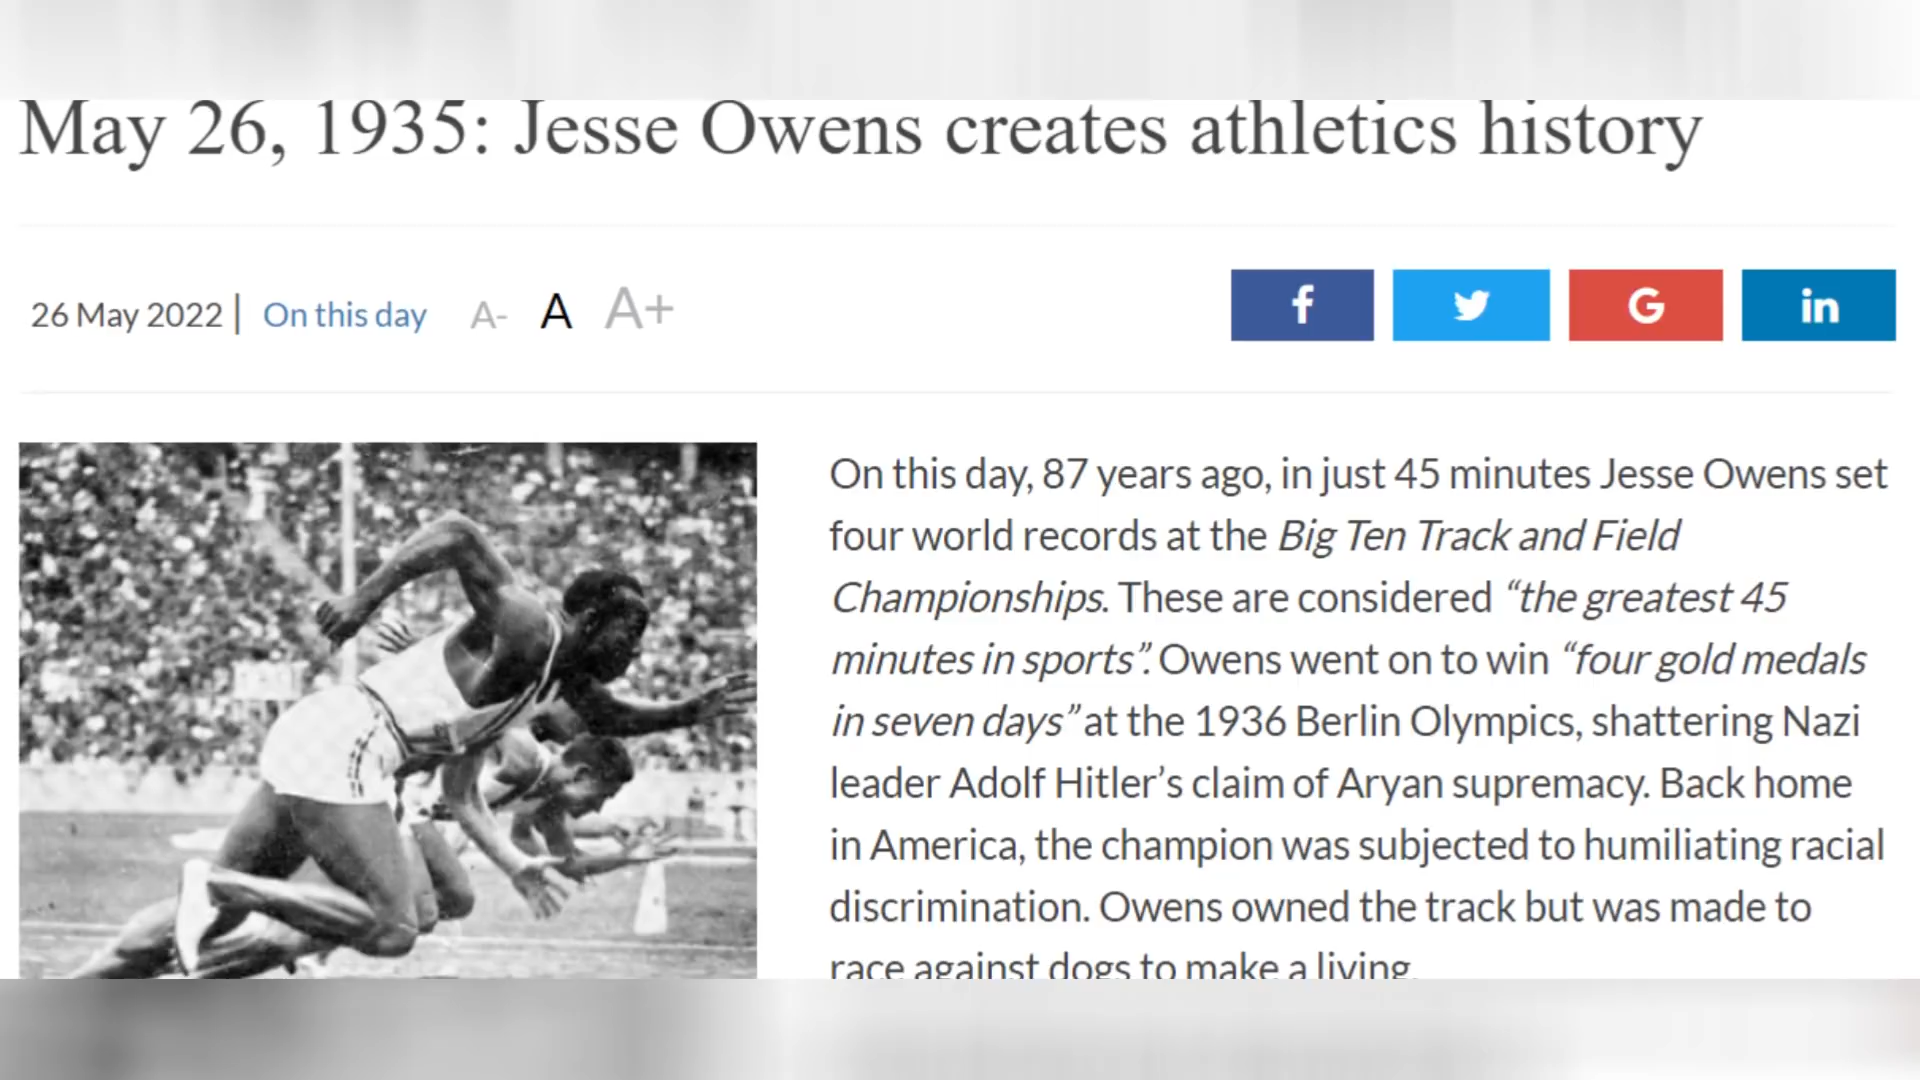 May 26, 1935: Jesse Owens creates athletics history
26 May 2022 | On this day A- A A+
f G in
On this day, 87 years ago, in just 45 minutes Jesse Owens set
four world records at the Big Ten Track and Field
Championships. These are considered “the greatest 45
minutes in sports”. Owens went on to win “four gold medals
in seven days” at the 1936 Berlin Olympics, shattering Nazi
leader Adolf Hitler’s claim of Aryan supremacy. Back home
in America, the champion was subjected to humiliating racial
discrimination. Owens owned the track but was made to
race against dogs to make a living.